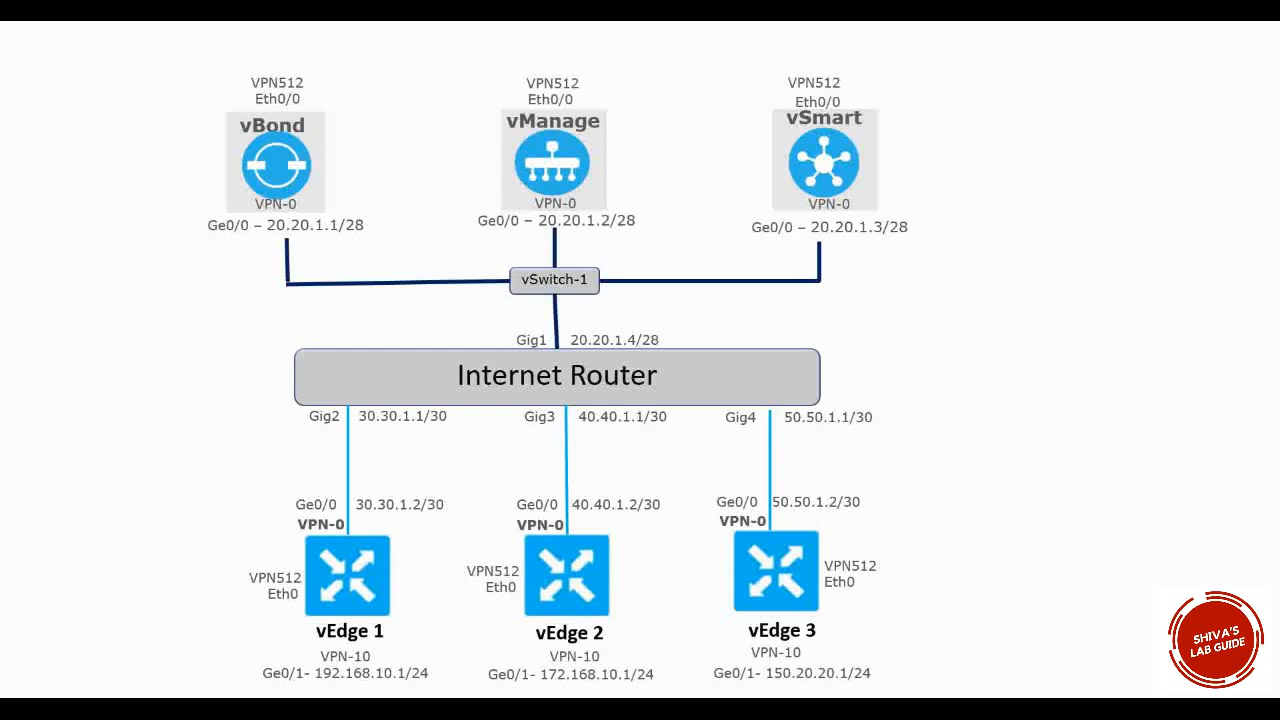 VPN512
Eth0/0
vBond
VPN-0
Ge0/0 – 20.20.1.1/28
VPN512
Eth0/0
vManage
VPN-0
Ge0/0 – 20.20.1.2/28
VPN512
Eth0/0
vSmart
VPN-0
Ge0/0 – 20.20.1.3/28
vSwitch-1
Gig1 20.20.1.4/28
Internet Router
Gig2 30.30.1.1/30
Gig3 40.40.1.1/30
Gig4 50.50.1.1/30
Ge0/0 30.30.1.2/30
VPN-0
VPN512
Eth0
vEdge 1
VPN-10
Ge0/1- 192.168.10.1/24
Ge0/0 40.40.1.2/30
VPN-0
VPN512
Eth0
vEdge 2
VPN-10
Ge0/1- 172.168.10.1/24
Ge0/0 50.50.1.2/30
VPN-0
VPN512
Eth0
vEdge 3
VPN-10
Ge0/1- 150.20.20.1/24
SHIVA'S
LAB GUIDE